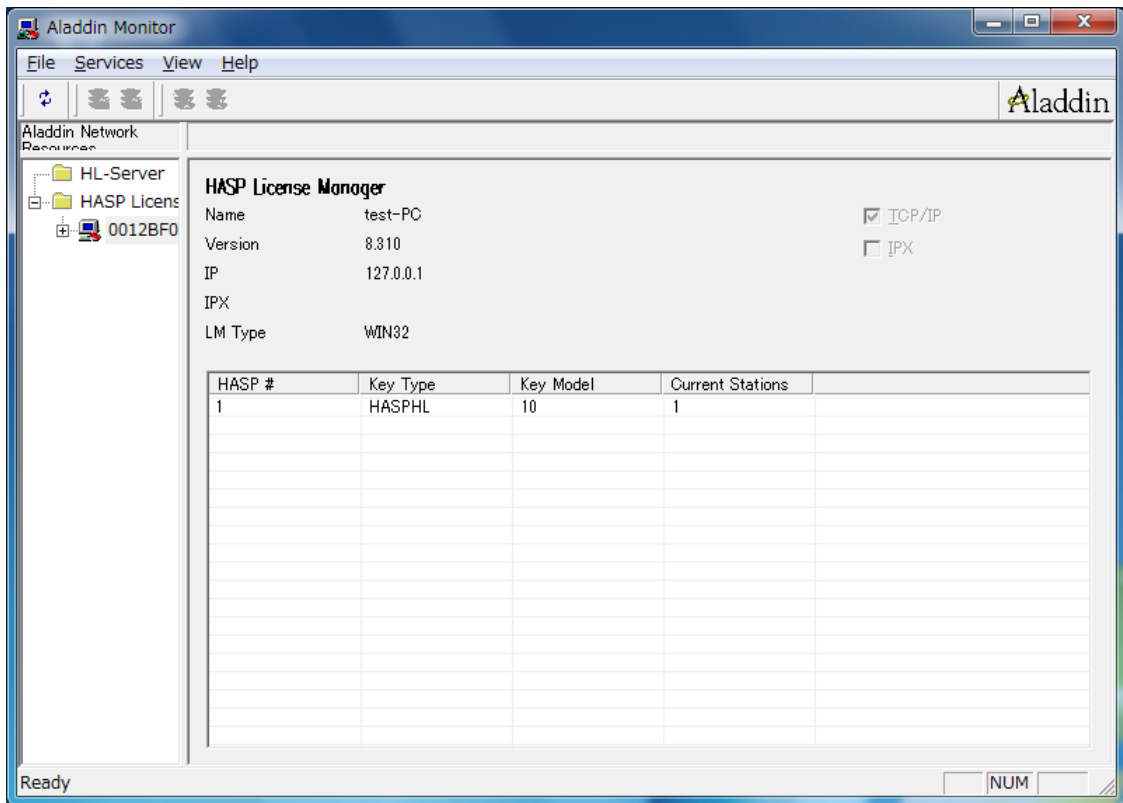 Aladdin Monitor
File Services View Help
Aladdin
Aladdin Network
Resources
HL-Server
HASP Licens
0012BF0
HASP License Manager
Name test-PC
TCP/IP
Version 8.310
IPX
IP 127.0.0.1
IPX
LM Type WIN32
HASP # Key Type Key Model Current Stations
1 HASPHL 10 1
Ready
NUM